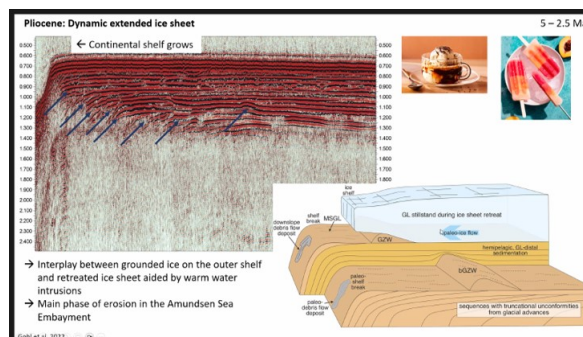 Pliocene: Dynamic extended ice sheet
5 – 2.5 Ma
← Continental shelf grows
0.500
0.600
0.700
0.800
0.900
1.000
1.100
1.200
1.300
1.400
1.500
1.600
1.700
1.800
1.900
2.000
2.100
2.200
2.300
2.400
0.500
0.600
0.700
0.800
0.900
1.000
1.100
1.200
1.300
1.400
1.500
1.600
1.700
1.800
ice
shelf
GL stillstand during ice sheet retreat
shelf
break
MSGL
downslope
debris flow
deposit
GZW
paleo-ice flow
hemipelagic, GL-distal
sedimentation
bGZW
paleo-
shelf
break
paleo-
debris flow
deposit
sequences with truncational unconformities
from glacial advances
→ Interplay between grounded ice on the outer shelf
and retreated ice sheet aided by warm water
intrusions
→ Main phase of erosion in the Amundsen Sea
Embayment